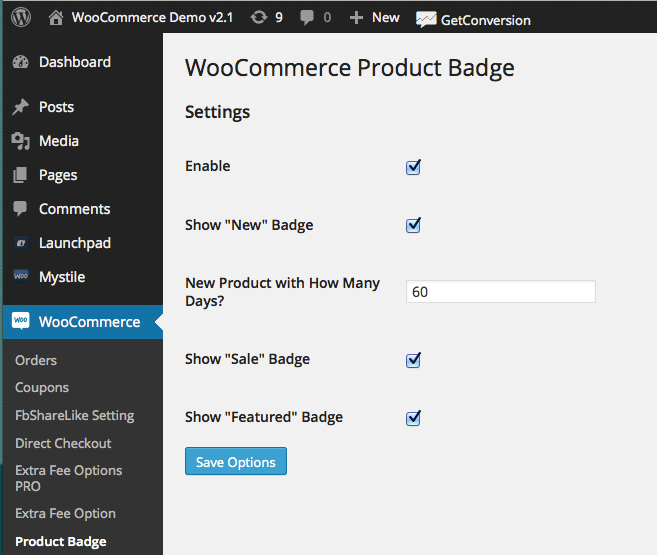 WooCommerce Demo v2.1 9 0 New GetConversion
Dashboard
Posts
Media
Pages
Comments
Launchpad
Mystile
WooCommerce
Orders
Coupons
FbShareLike Setting
Direct Checkout
Extra Fee Options
PRO
Extra Fee Option
Product Badge
WooCommerce Product Badge
Settings
Enable
Show "New" Badge
New Product with How Many
Days?
60
Show "Sale" Badge
Show "Featured" Badge
Save Options